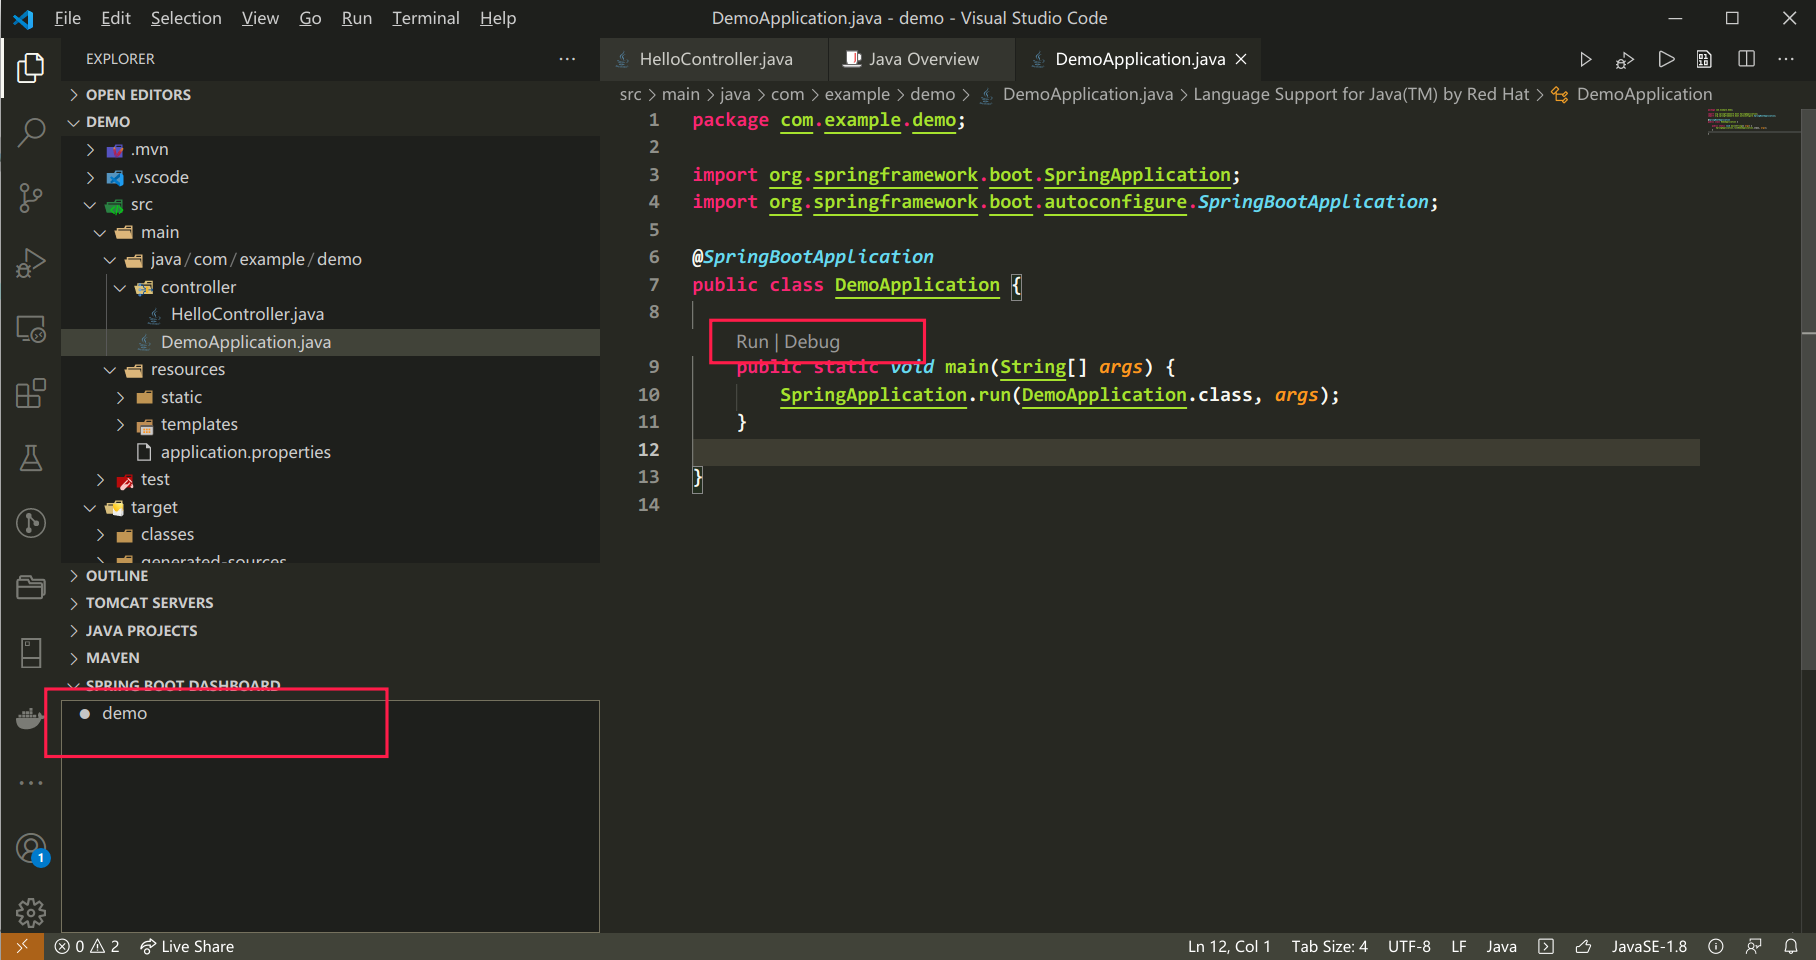 File Edit Selection View Go Run Terminal Help
DemoApplication.java - demo - Visual Studio Code
EXPLORER
OPEN EDITORS
DEMO
.mvn
.vscode
src
main
java / com / example / demo
controller
HelloController.java
DemoApplication.java
resources
static
templates
application.properties
test
target
classes
generated-sources
OUTLINE
TOMCAT SERVERS
JAVA PROJECTS
MAVEN
SPRING BOOT DASHBOARD
demo
1
HelloController.java
Java Overview
DemoApplication.java
src > main > java > com > example > demo > DemoApplication.java > Language Support for Java(TM) by Red Hat > DemoApplication
1 package com.example.demo;
2
3 import org.springframework.boot.SpringApplication;
4 import org.springframework.boot.autoconfigure.SpringBootApplication;
5
6 @SpringBootApplication
7 public class DemoApplication {
8
Run | Debug
9 public static void main(String[] args) {
10 SpringApplication.run(DemoApplication.class, args);
11 }
12
13 }
14
0 2 Live Share
Ln 12, Col 1 Tab Size: 4 UTF-8 LF Java JavaSE-1.8